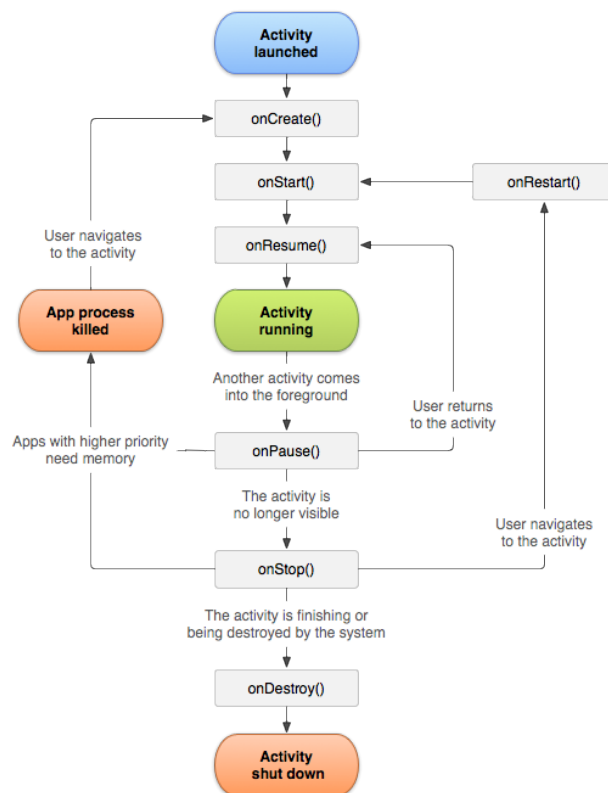 Activity
launched
onCreate()
onStart()
onRestart()
onResume()
User navigates
to the activity
App process
killed
Activity
running
Another activity comes
into the foreground
User returns
to the activity
Apps with higher priority
need memory
onPause()
The activity is
no longer visible
User navigates
to the activity
onStop()
The activity is finishing or
being destroyed by the system
onDestroy()
Activity
shut down